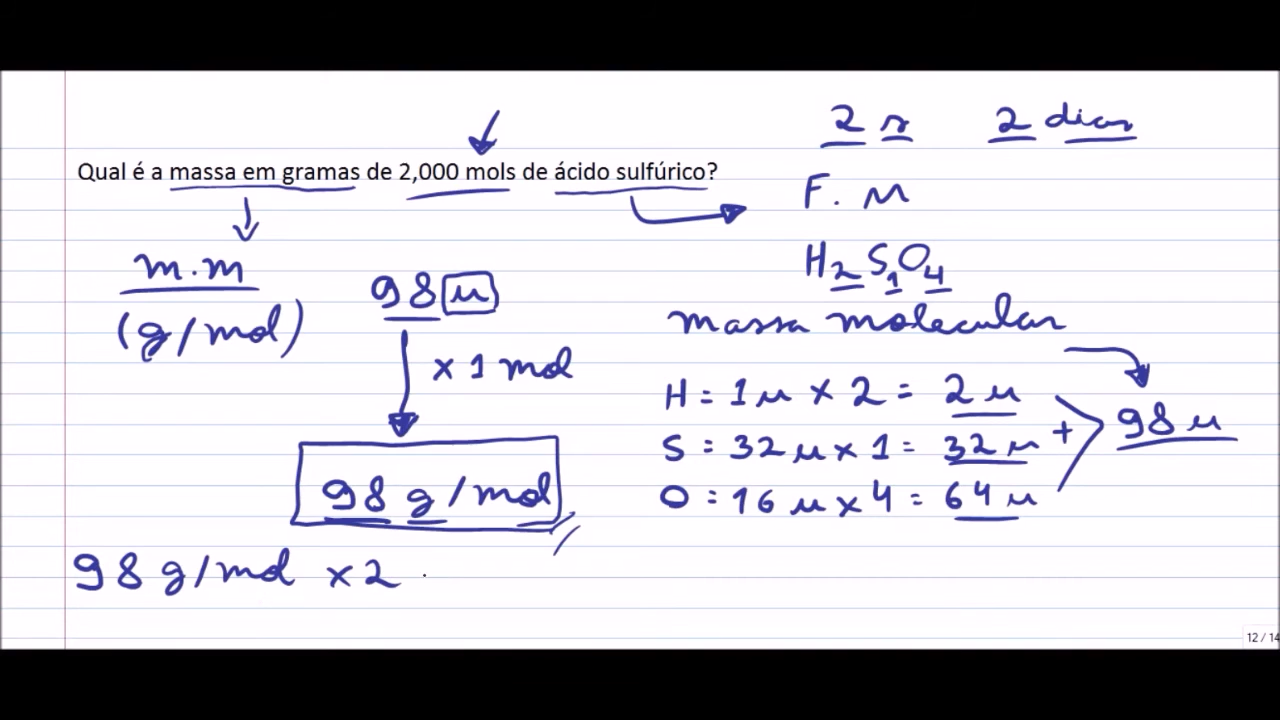 2 s 2 dias
Qual é a massa em gramas de 2,000 mols de ácido sulfúrico?
F. M
H2S1O4
m.m
(g/mol)
98 u
x 1 mol
98 g/mol
massa molecular
H = 1u x 2 = 2 u
S = 32 u x 1 = 32 u
O = 16 u x 4 = 64 u
+
98 u
98 g/mol x 2
12 / 14